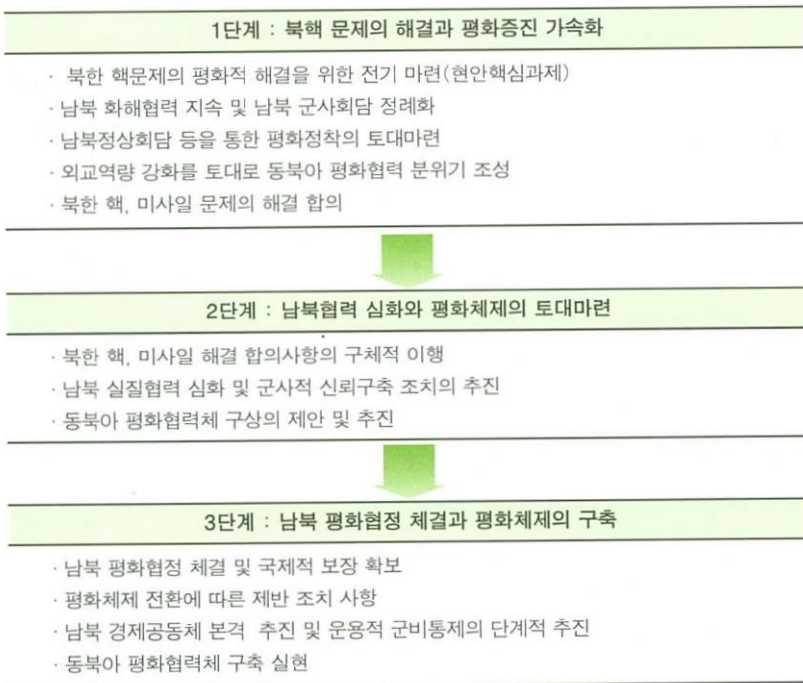 1단계 : 북핵 문제의 해결과 평화증진 가속화
· 북한 핵문제의 평화적 해결을 위한 전기 마련(현안핵심과제)
· 남북 화해협력 지속 및 남북 군사회담 정례화
· 남북정상회담 등을 통한 평화정착의 토대마련
· 외교역량 강화를 토대로 동북아 평화협력 분위기 조성
· 북한 핵, 미사일 문제의 해결 합의
2단계 : 남북협력 심화와 평화체제의 토대마련
· 북한 핵, 미사일 해결 합의사항의 구체적 이행
· 남북 실질협력 심화 및 군사적 신뢰구축 조치의 추진
· 동북아 평화협력체 구상의 제안 및 추진
3단계 : 남북 평화협정 체결과 평화체제의 구축
· 남북 평화협정 체결 및 국제적 보장 확보
· 평화체제 전환에 따른 제반 조치 사항
· 남북 경제공동체 본격 추진 및 운용적 군비통제의 단계적 추진
· 동북아 평화협력체 구축 실현